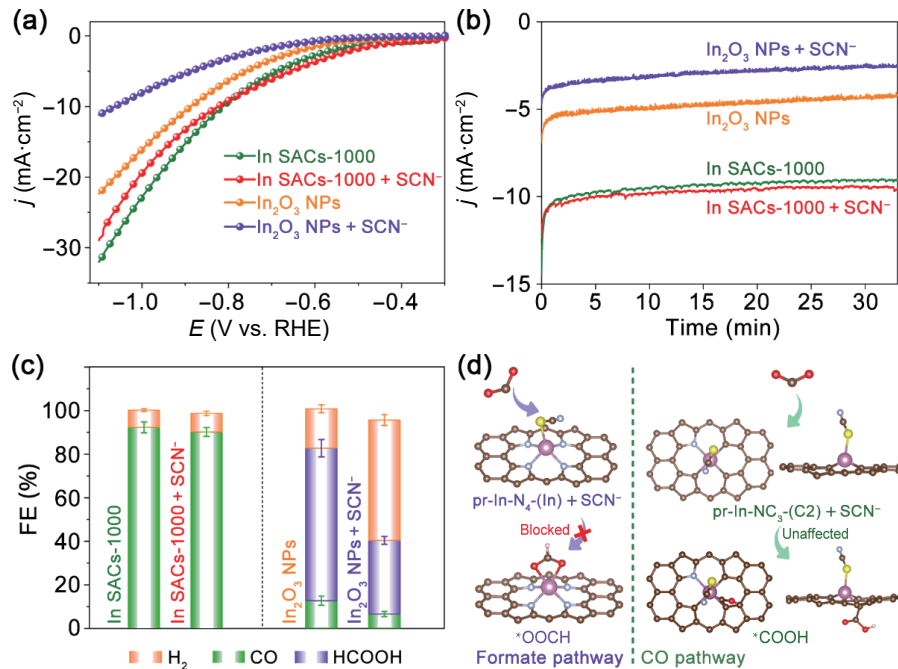 (a)
0
−10
−20
−30
j (mA·cm⁻²)
In SACs-1000
In SACs-1000 + SCN⁻
In₂O₃ NPs
In₂O₃ NPs + SCN⁻
−1.0
−0.8
−0.6
−0.4
E (V vs. RHE)
(b)
0
−5
−10
−15
j (mA·cm⁻²)
In₂O₃ NPs + SCN⁻
In₂O₃ NPs
In SACs-1000
In SACs-1000 + SCN⁻
0
5
10
15
20
25
30
Time (min)
(c)
100
80
60
40
20
0
FE (%)
In SACs-1000
In SACs-1000 + SCN⁻
In₂O₃ NPs
In₂O₃ NPs + SCN⁻
H₂
CO
HCOOH
(d)
pr-In-N₄-(In) + SCN⁻
Blocked
*OOCH
Formate pathway
pr-In-NC₃-(C2) + SCN⁻
Unaffected
*COOH
CO pathway